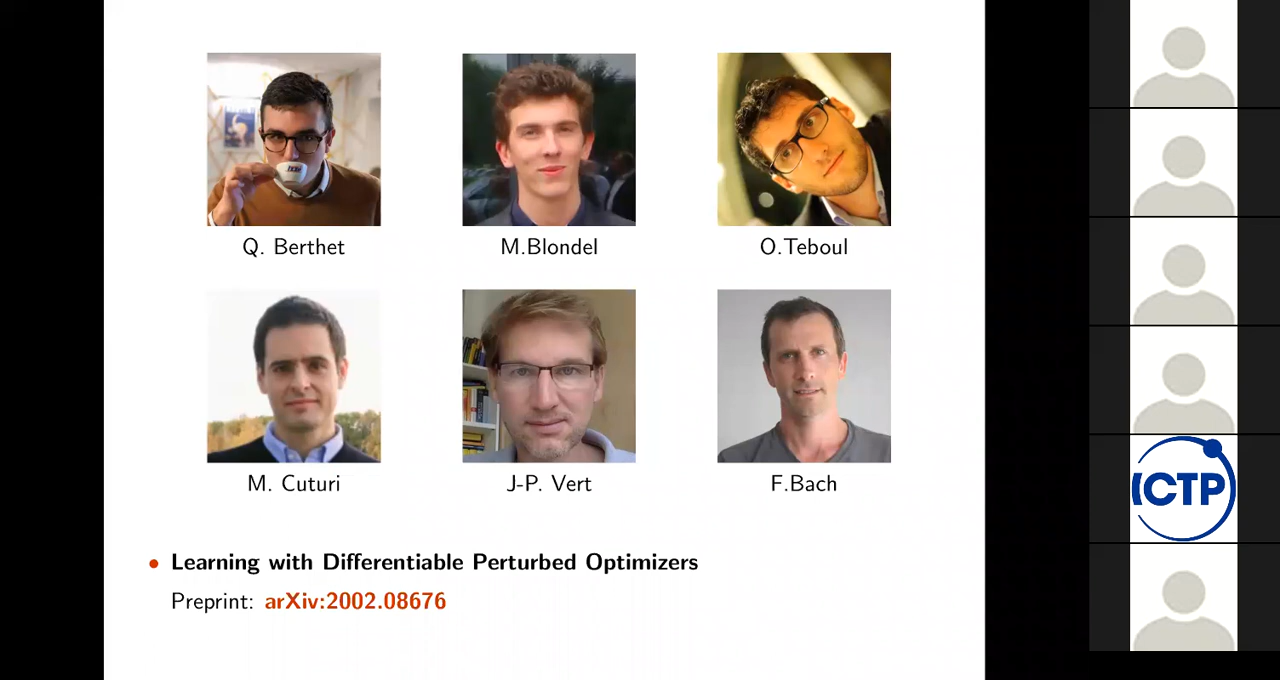 Q. Berthet
M.Blondel
O.Teboul
M. Cuturi
J-P. Vert
F.Bach
• Learning with Differentiable Perturbed Optimizers
Preprint: arXiv:2002.08676
ICTP